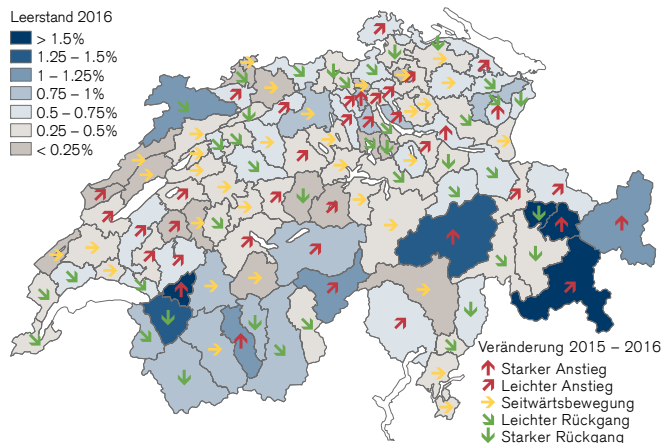 Leerstand 2016
> 1.5%
1.25 – 1.5%
1 – 1.25%
0.75 – 1%
0.5 – 0.75%
0.25 – 0.5%
< 0.25%
Veränderung 2015 – 2016
Starker Anstieg
Leichter Anstieg
Seitwärtsbewegung
Leichter Rückgang
Starker Rückgang